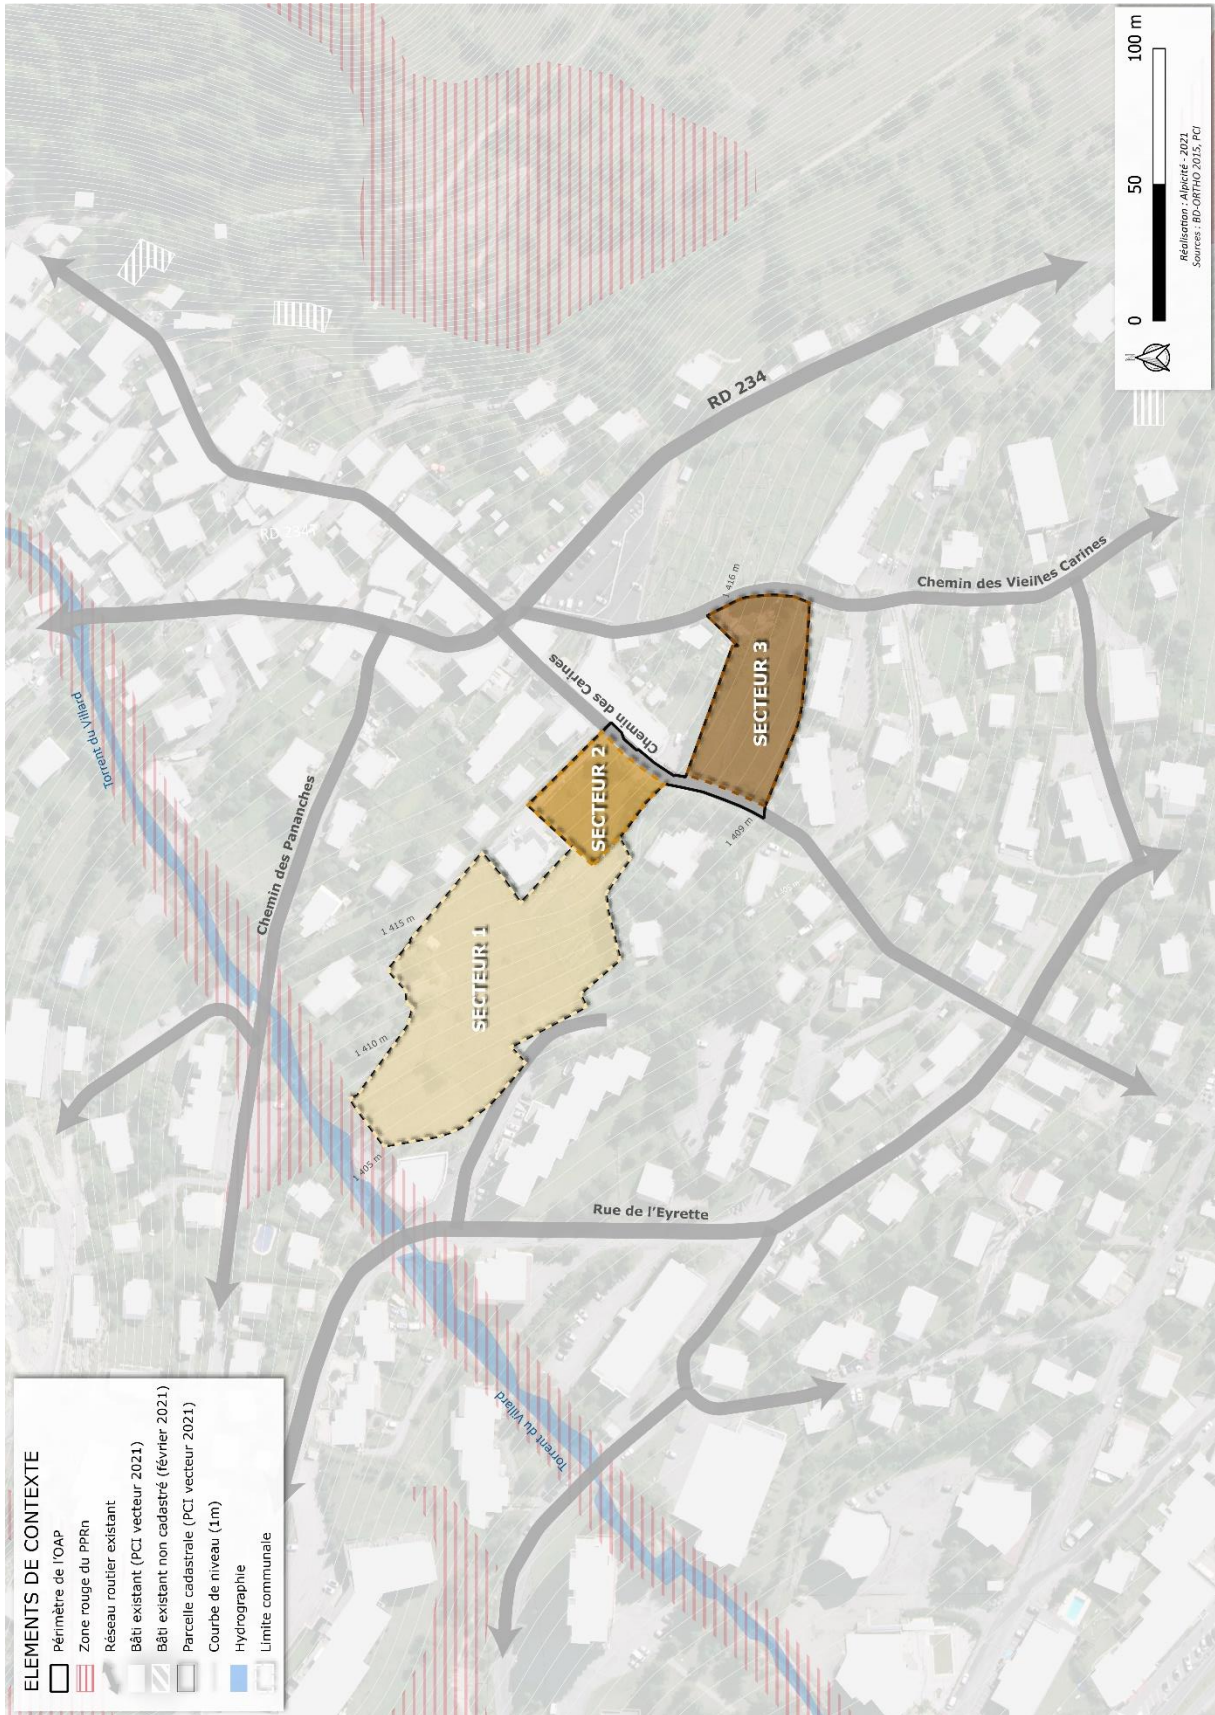 ELEMENTS DE CONTEXTE
Périmètre de l'OAP
Zone rouge du PPRn
Réseau routier existant
Bâti existant (PCI vecteur 2021)
Bâti existant non cadastré (février 2021)
Parcelle cadastrale (PCI vecteur 2021)
Courbe de niveau (1m)
Hydrographie
Limite communale
Torrent du Villard
Chemin des Pananches
Torrent du Villard
1 405 m
1 410 m
1 415 m
SECTEUR 1
SECTEUR 2
SECTEUR 3
Chemin des Carines
1 409 m
1 416 m
Rue de l'Eyrette
RD 234
Chemin des Vieilles Carines
N
0 50 100 m
Réalisation : Alpicité - 2021
Sources : BD-ORTHO 2015, PCI